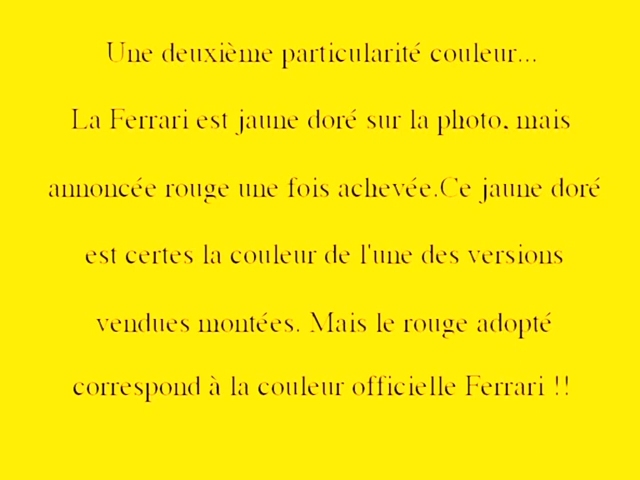 Une deuxième particularité couleur...
La Ferrari est jaune doré sur la photo, mais
annoncée rouge une fois achevée.Ce jaune doré
est certes la couleur de l'une des versions
vendues montées. Mais le rouge adopté
correspond à la couleur officielle Ferrari !!